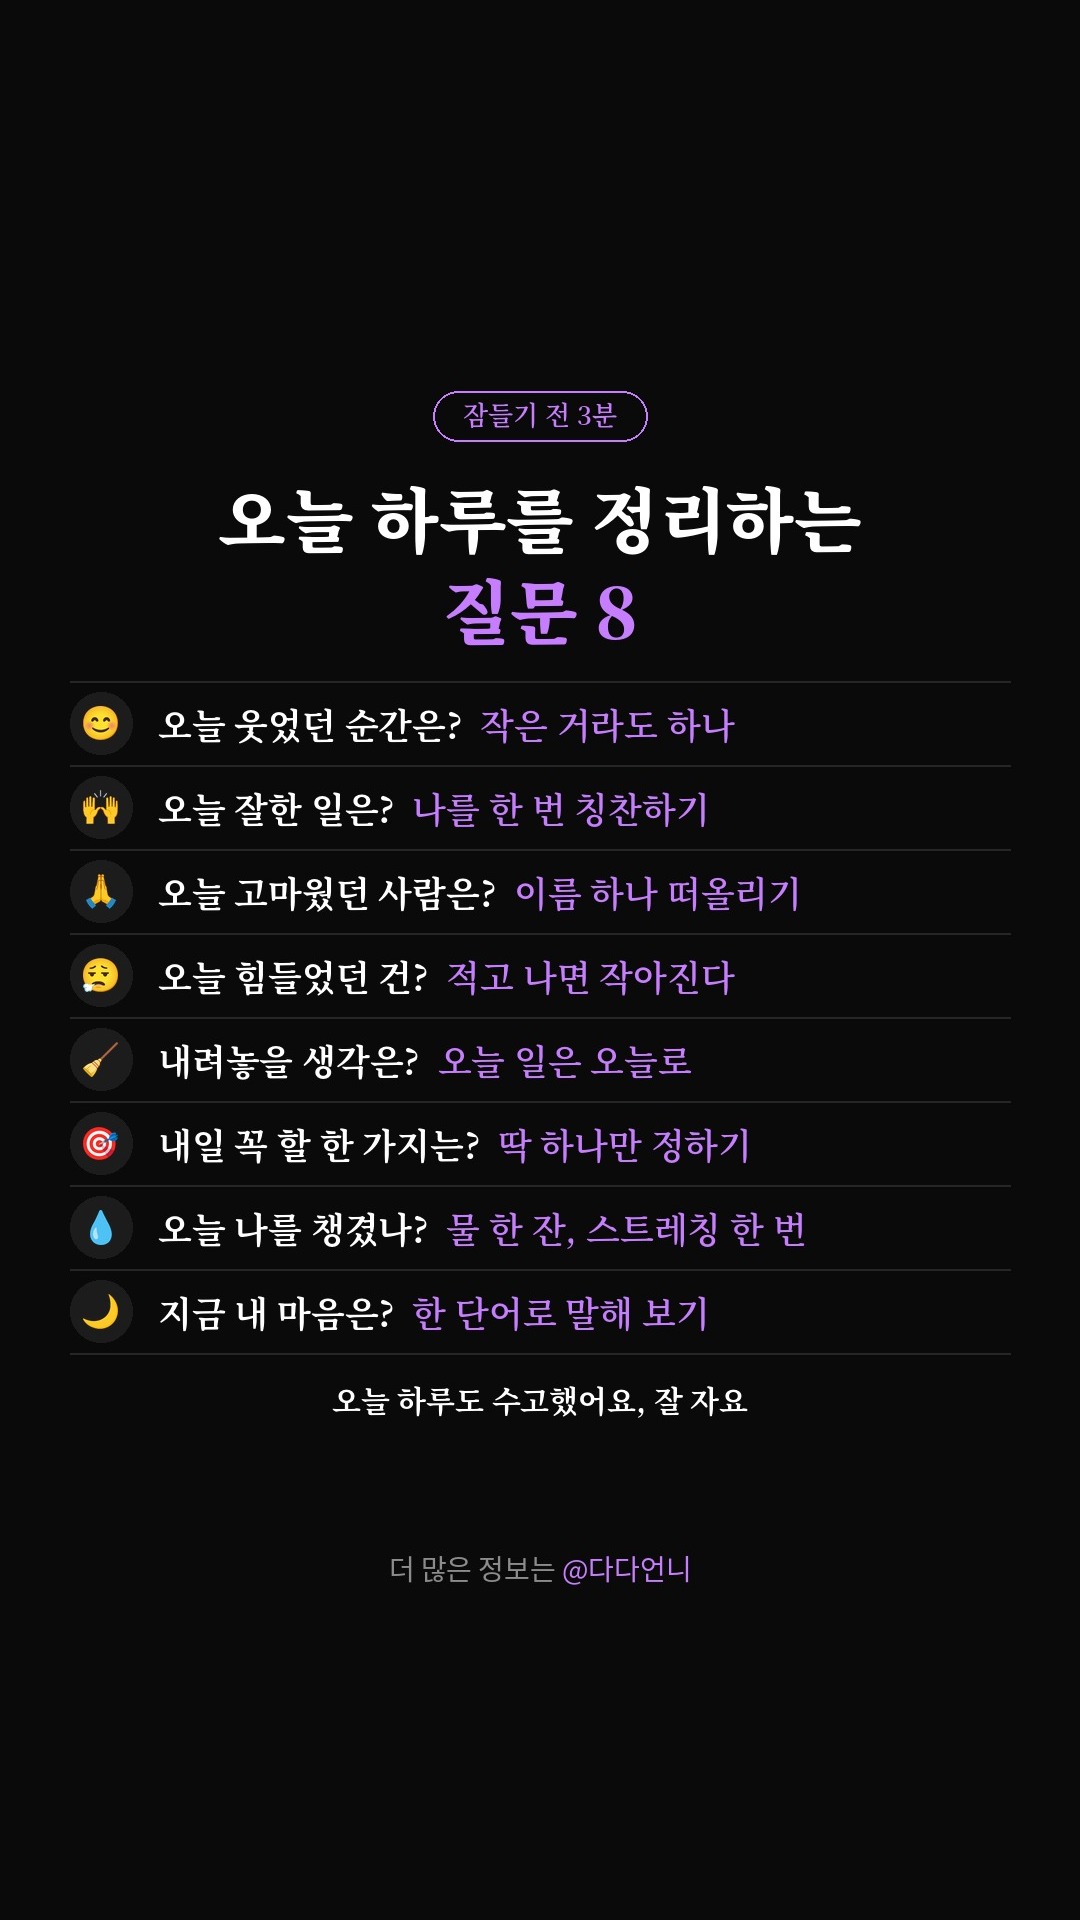 잠들기 전 3분
오늘 하루를 정리하는
질문 8
오늘 웃었던 순간은? 작은 거라도 하나
오늘 잘한 일은? 나를 한 번 칭찬하기
오늘 고마웠던 사람은? 이름 하나 떠올리기
오늘 힘들었던 건? 적고 나면 작아진다
내려놓을 생각은? 오늘 일은 오늘로
내일 꼭 할 한 가지는? 딱 하나만 정하기
오늘 나를 챙겼나? 물 한 잔, 스트레칭 한 번
지금 내 마음은? 한 단어로 말해 보기
오늘 하루도 수고했어요, 잘 자요
더 많은 정보는 @다다언니